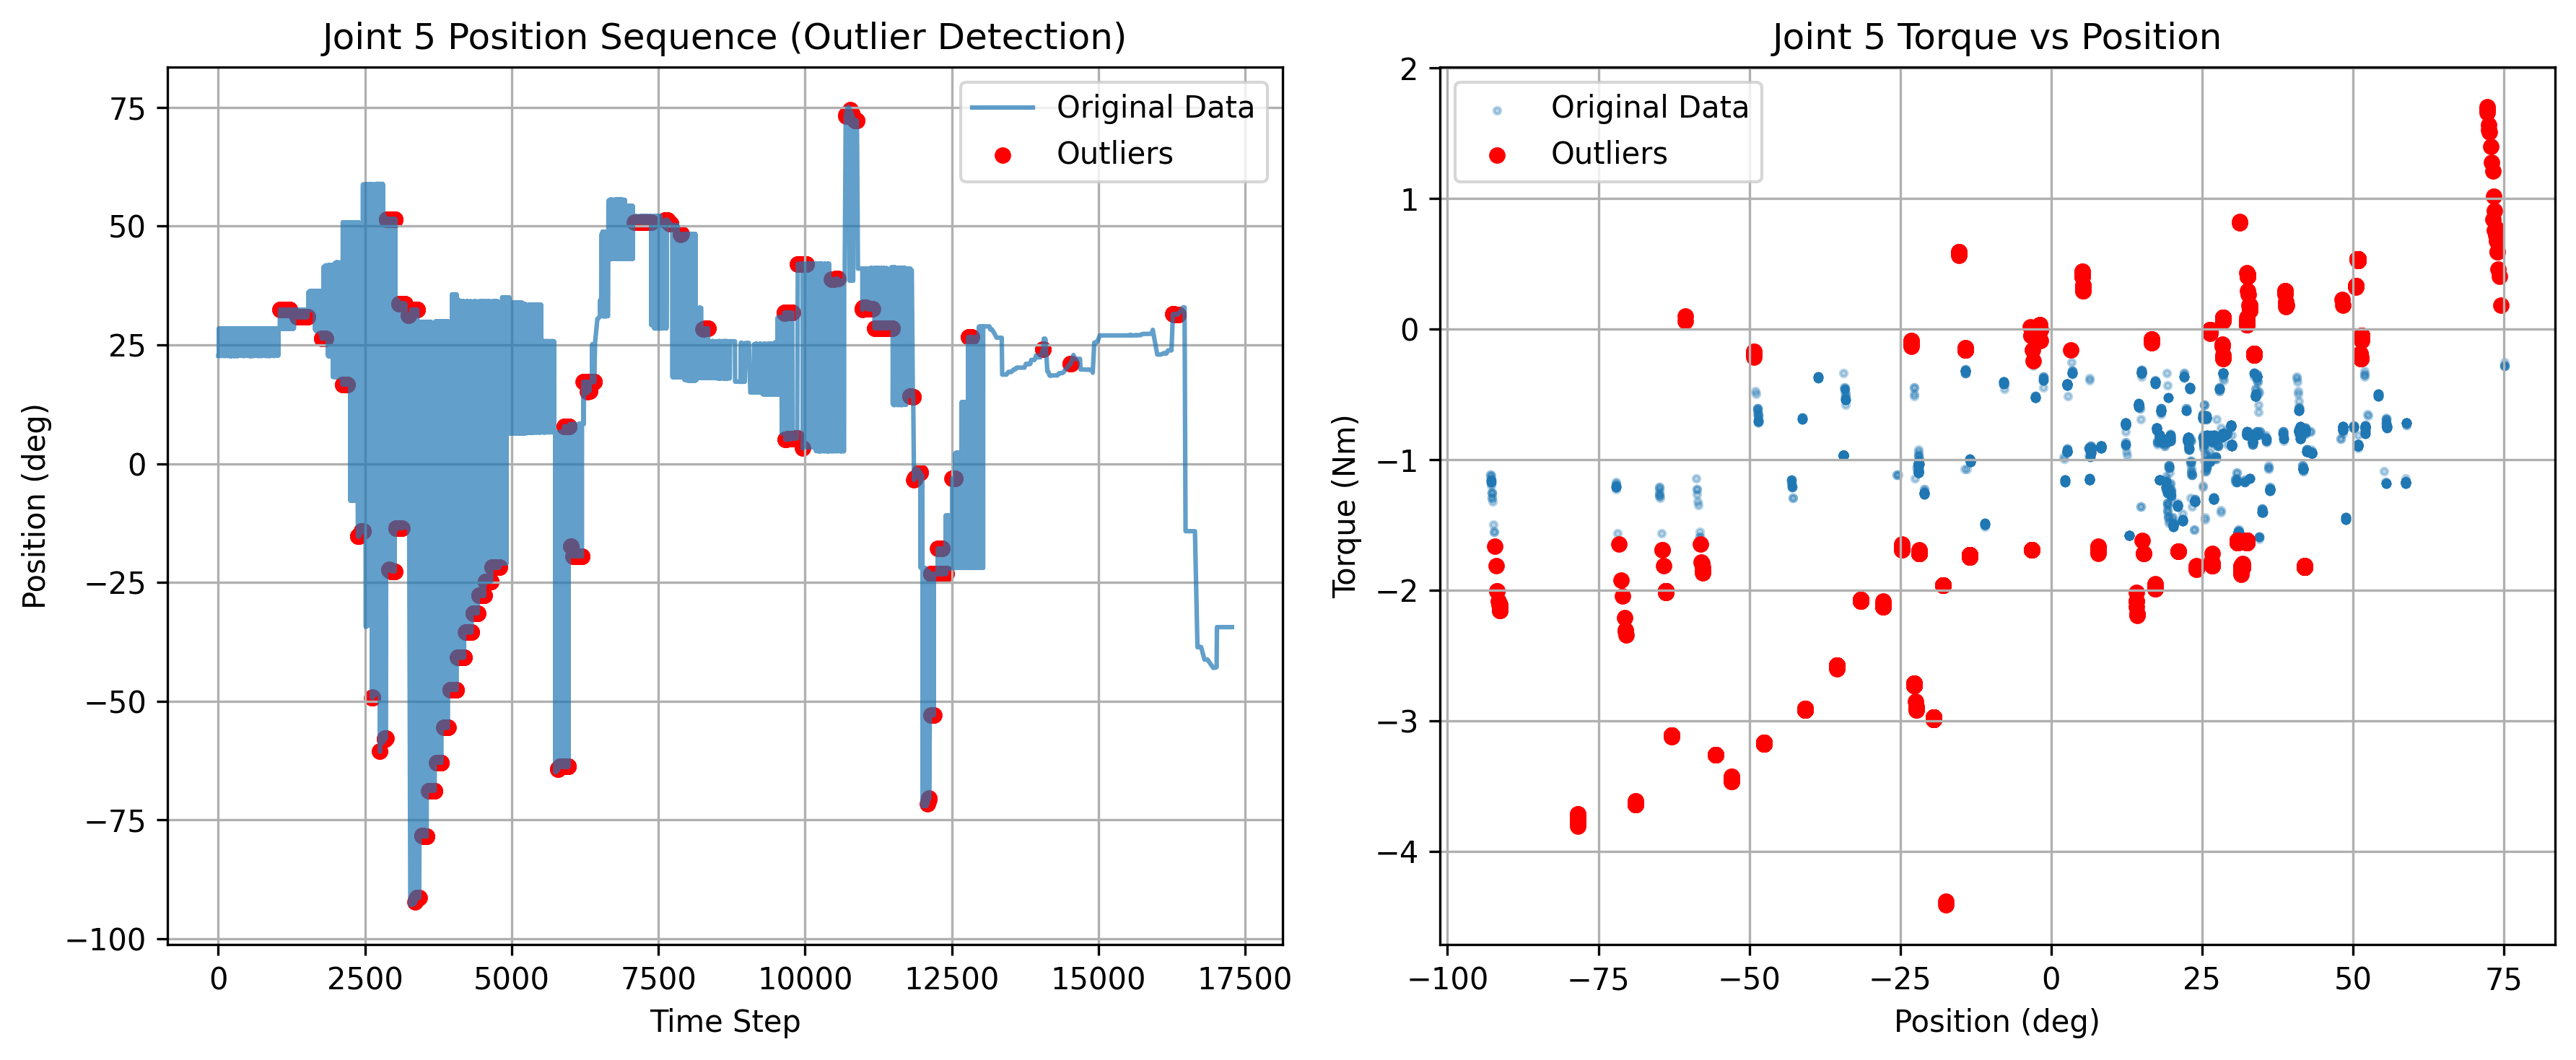 Joint 5 Position Sequence (Outlier Detection)
Original Data
Outliers
75
50
25
0
−25
−50
−75
−100
Position (deg)
0 2500 5000 7500 10000 12500 15000 17500
Time Step
Joint 5 Torque vs Position
Original Data
Outliers
2
1
0
−1
−2
−3
−4
Torque (Nm)
−100 −75 −50 −25 0 25 50 75
Position (deg)